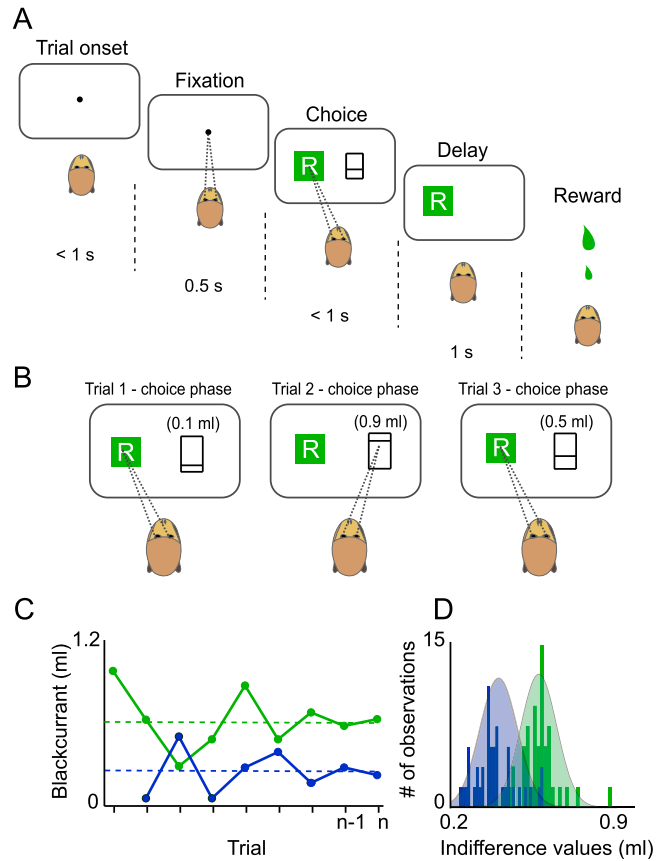 A
Trial onset
Fixation
Choice
Delay
Reward
R
R
< 1 s
0.5 s
< 1 s
1 s
B
Trial 1 - choice phase
Trial 2 - choice phase
Trial 3 - choice phase
(0.1 ml)
(0.9 ml)
(0.5 ml)
R
R
R
C
D
1.2
Blackcurrant (ml)
0
n-1 n
Trial
15
# of observations
0
0.2
0.9
Indifference values (ml)